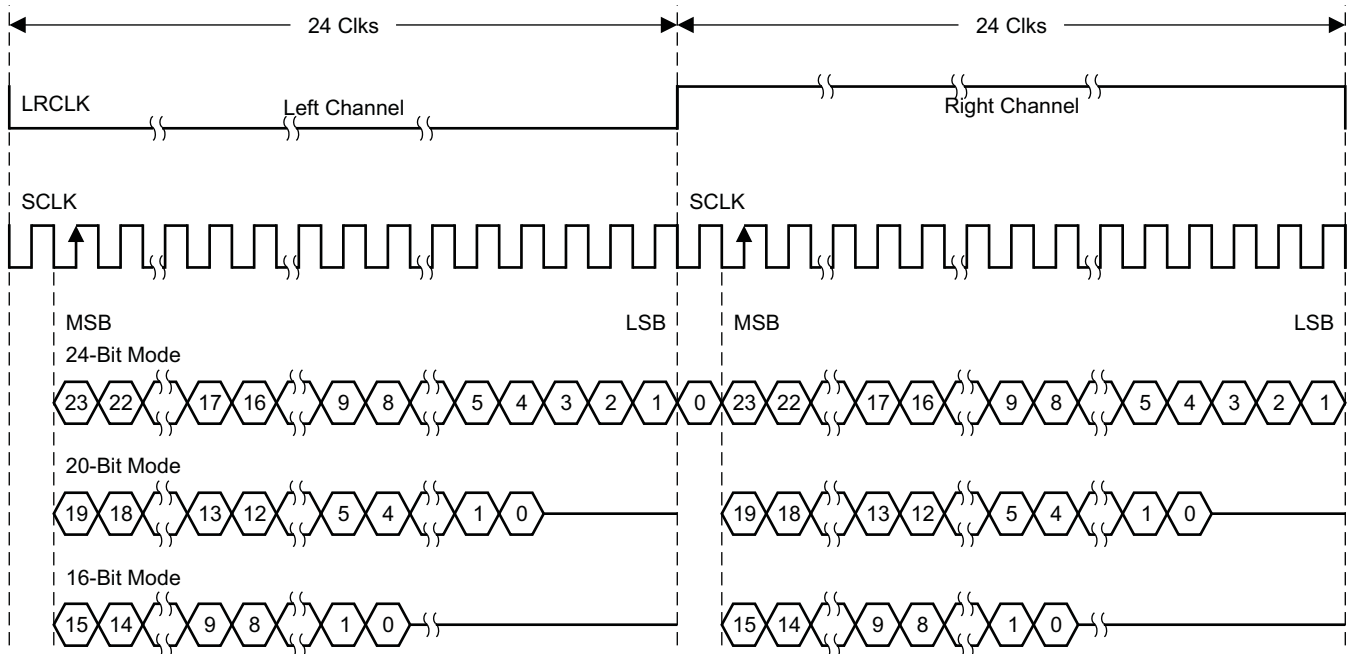 24 Clks 24 Clks
LRCLK Left Channel Right Channel
SCLK SCLK
MSB LSB MSB LSB
24-Bit Mode
23 22 17 16 9 8 5 4 3 2 1 0 23 22 17 16 9 8 5 4 3 2 1
20-Bit Mode
19 18 13 12 5 4 1 0 19 18 13 12 5 4 1 0
16-Bit Mode
15 14 9 8 1 0 15 14 9 8 1 0